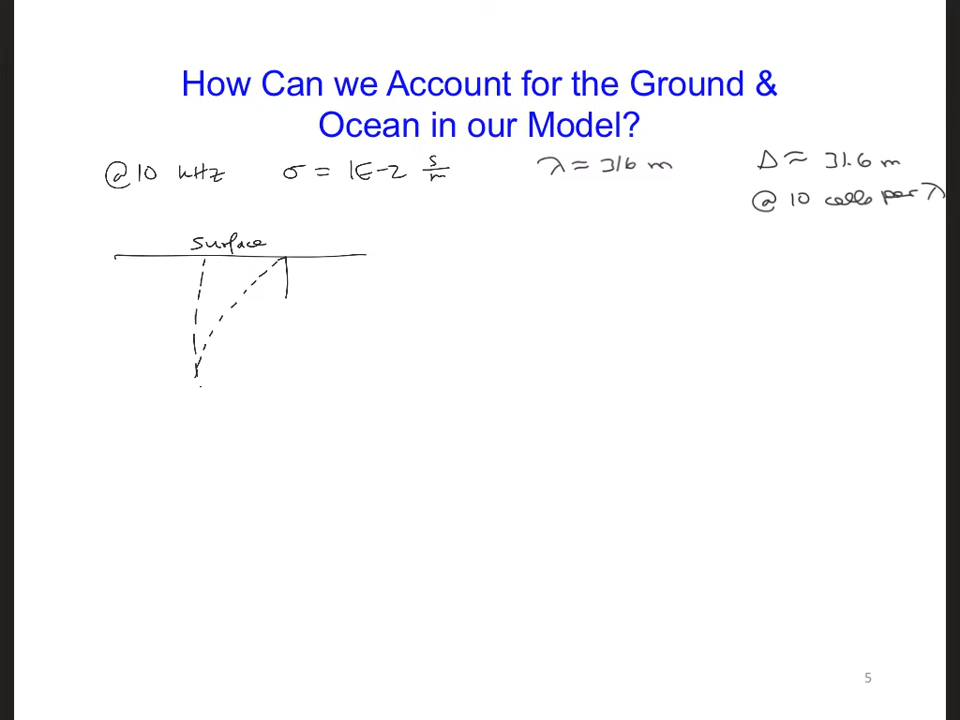 How Can we Account for the Ground &
Ocean in our Model?
@ 10 kHz σ = 1E-2 S/m λ ≈ 316 m Δ ≈ 31.6 m
@ 10 cells per λ
surface
5